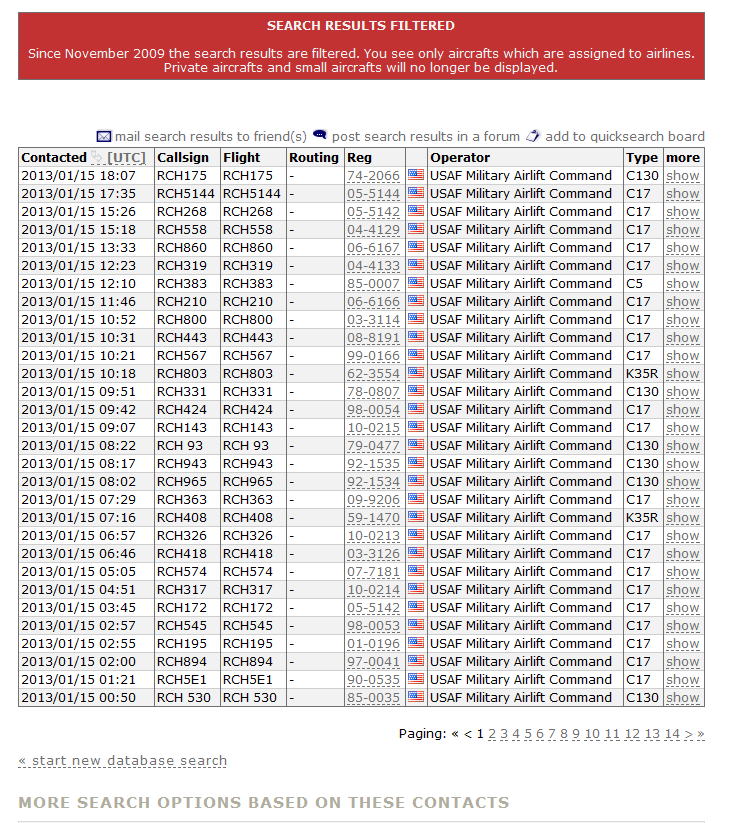 SEARCH RESULTS FILTERED
Since November 2009 the search results are filtered. You see only aircrafts which are assigned to airlines.
Private aircrafts and small aircrafts will no longer be displayed.
mail search results to friend(s) post search results in a forum add to quicksearch board
Contacted [UTC] Callsign Flight Routing Reg Operator Type more
2013/01/15 18:07 RCH175 RCH175 - 74-2066 USAF Military Airlift Command C130 show
2013/01/15 17:35 RCH5144 RCH5144 - 05-5144 USAF Military Airlift Command C17 show
2013/01/15 15:26 RCH268 RCH268 - 05-5142 USAF Military Airlift Command C17 show
2013/01/15 15:18 RCH558 RCH558 - 04-4129 USAF Military Airlift Command C17 show
2013/01/15 13:33 RCH860 RCH860 - 06-6167 USAF Military Airlift Command C17 show
2013/01/15 12:23 RCH319 RCH319 - 04-4133 USAF Military Airlift Command C17 show
2013/01/15 12:10 RCH383 RCH383 - 85-0007 USAF Military Airlift Command C5 show
2013/01/15 11:46 RCH210 RCH210 - 06-6166 USAF Military Airlift Command C17 show
2013/01/15 10:52 RCH800 RCH800 - 03-3114 USAF Military Airlift Command C17 show
2013/01/15 10:31 RCH443 RCH443 - 08-8191 USAF Military Airlift Command C17 show
2013/01/15 10:21 RCH567 RCH567 - 99-0166 USAF Military Airlift Command C17 show
2013/01/15 10:18 RCH803 RCH803 - 62-3554 USAF Military Airlift Command K35R show
2013/01/15 09:51 RCH331 RCH331 - 78-0807 USAF Military Airlift Command C130 show
2013/01/15 09:42 RCH424 RCH424 - 98-0054 USAF Military Airlift Command C17 show
2013/01/15 09:07 RCH143 RCH143 - 10-0215 USAF Military Airlift Command C17 show
2013/01/15 08:22 RCH 93 RCH 93 - 79-0477 USAF Military Airlift Command C130 show
2013/01/15 08:17 RCH943 RCH943 - 92-1535 USAF Military Airlift Command C130 show
2013/01/15 08:02 RCH965 RCH965 - 92-1534 USAF Military Airlift Command C130 show
2013/01/15 07:29 RCH363 RCH363 - 09-9206 USAF Military Airlift Command C17 show
2013/01/15 07:16 RCH408 RCH408 - 59-1470 USAF Military Airlift Command K35R show
2013/01/15 06:57 RCH326 RCH326 - 10-0213 USAF Military Airlift Command C17 show
2013/01/15 06:46 RCH418 RCH418 - 03-3126 USAF Military Airlift Command C17 show
2013/01/15 05:05 RCH574 RCH574 - 07-7181 USAF Military Airlift Command C17 show
2013/01/15 04:51 RCH317 RCH317 - 10-0214 USAF Military Airlift Command C17 show
2013/01/15 03:45 RCH172 RCH172 - 05-5142 USAF Military Airlift Command C17 show
2013/01/15 02:57 RCH545 RCH545 - 98-0053 USAF Military Airlift Command C17 show
2013/01/15 02:55 RCH195 RCH195 - 01-0196 USAF Military Airlift Command C17 show
2013/01/15 02:00 RCH894 RCH894 - 97-0041 USAF Military Airlift Command C17 show
2013/01/15 01:21 RCH5E1 RCH5E1 - 90-0535 USAF Military Airlift Command C17 show
2013/01/15 00:50 RCH 530 RCH 530 - 85-0035 USAF Military Airlift Command C130 show
Paging: « < 1 2 3 4 5 6 7 8 9 10 11 12 13 14 > »
« start new database search
MORE SEARCH OPTIONS BASED ON THESE CONTACTS